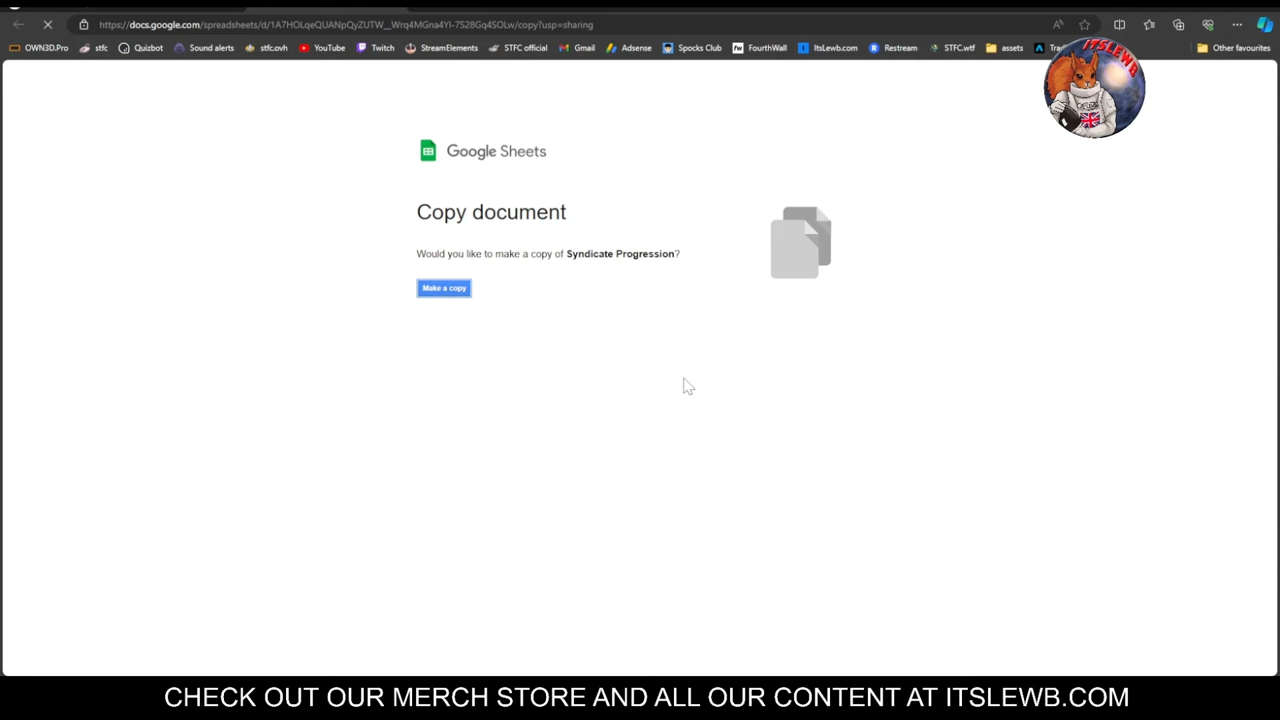 https://docs.google.com/spreadsheets/d/1A7HOLqeQUANpQyZUTW__Wrq4MGna4YI-7S28Gq4SOLw/copy?usp=sharing
OWN3D.Pro stfc Quizbot Sound alerts stfc.ovh YouTube Twitch StreamElements STFC official Gmail Adsense Spocks Club FourthWall ItsLewb.com Restream STFC.wtf assets Other favourites
ITSLEWB
Google Sheets
Copy document
Would you like to make a copy of Syndicate Progression?
Make a copy
CHECK OUT OUR MERCH STORE AND ALL OUR CONTENT AT ITSLEWB.COM